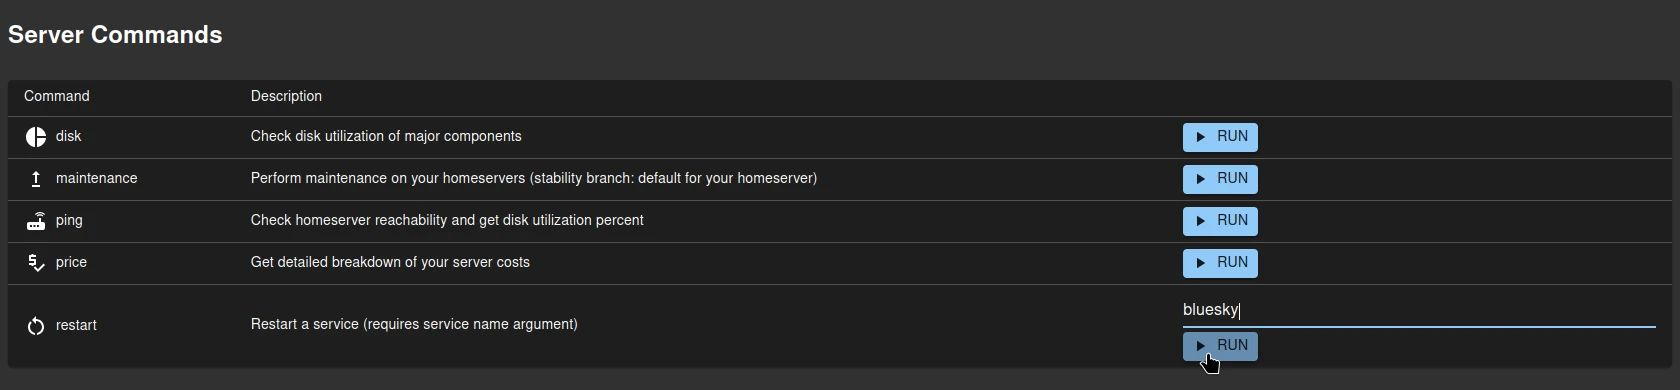 Server Commands
Command Description
disk Check disk utilization of major components RUN
maintenance Perform maintenance on your homeservers (stability branch: default for your homeserver) RUN
ping Check homeserver reachability and get disk utilization percent RUN
price Get detailed breakdown of your server costs RUN
bluesky
restart Restart a service (requires service name argument)
RUN